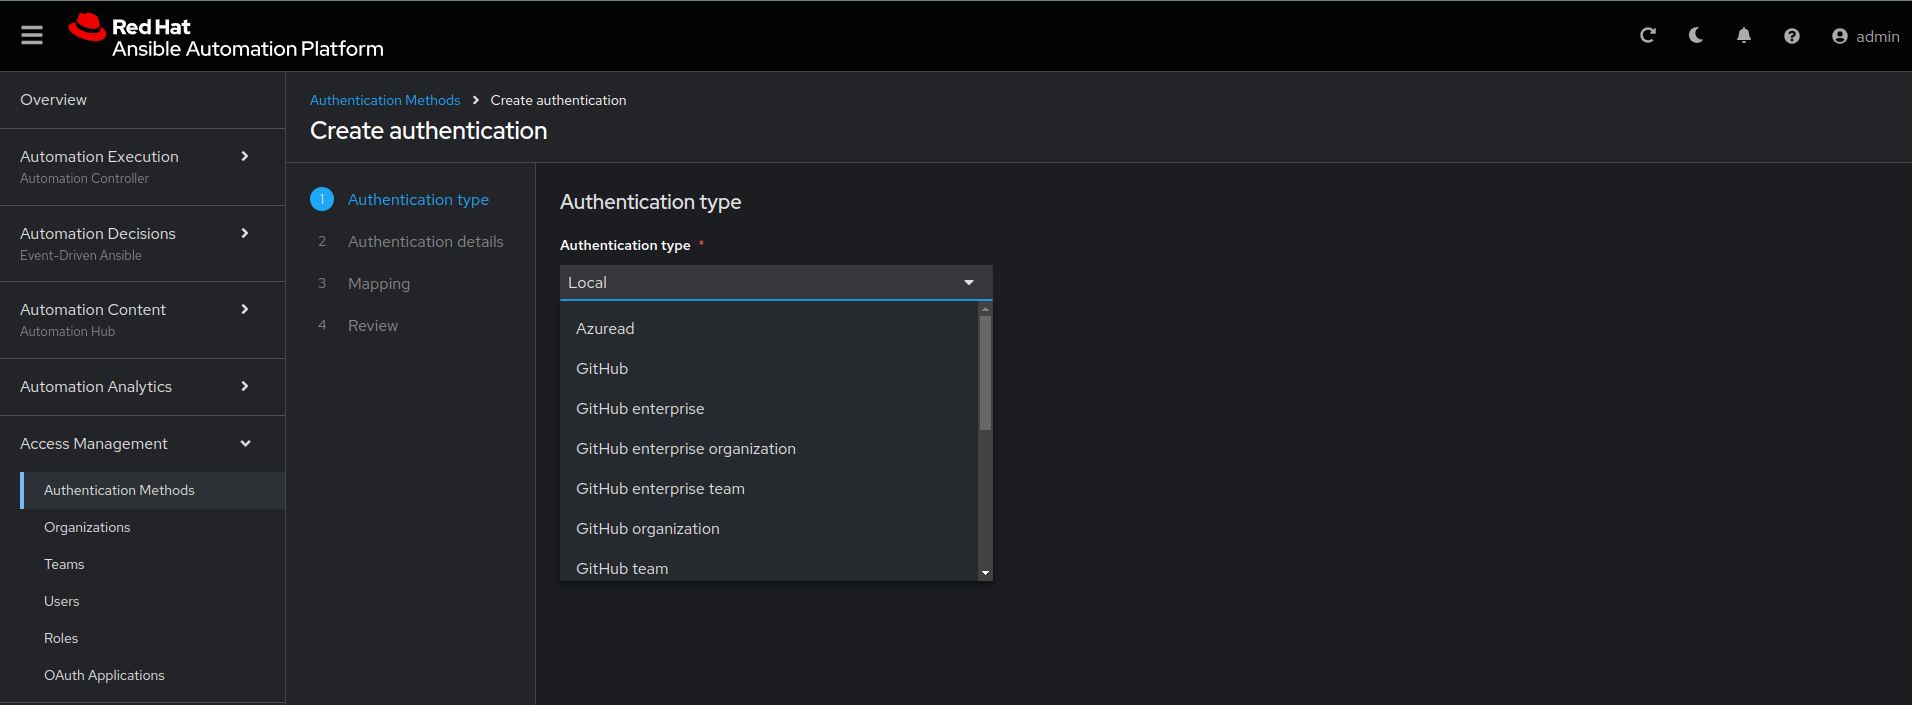 Red Hat
Ansible Automation Platform
admin
Overview
Automation Execution
Automation Controller
Automation Decisions
Event-Driven Ansible
Automation Content
Automation Hub
Automation Analytics
Access Management
Authentication Methods
Organizations
Teams
Users
Roles
OAuth Applications
Authentication Methods > Create authentication
Create authentication
1 Authentication type
2 Authentication details
3 Mapping
4 Review
Authentication type
Authentication type *
Local
Azuread
GitHub
GitHub enterprise
GitHub enterprise organization
GitHub enterprise team
GitHub organization
GitHub team